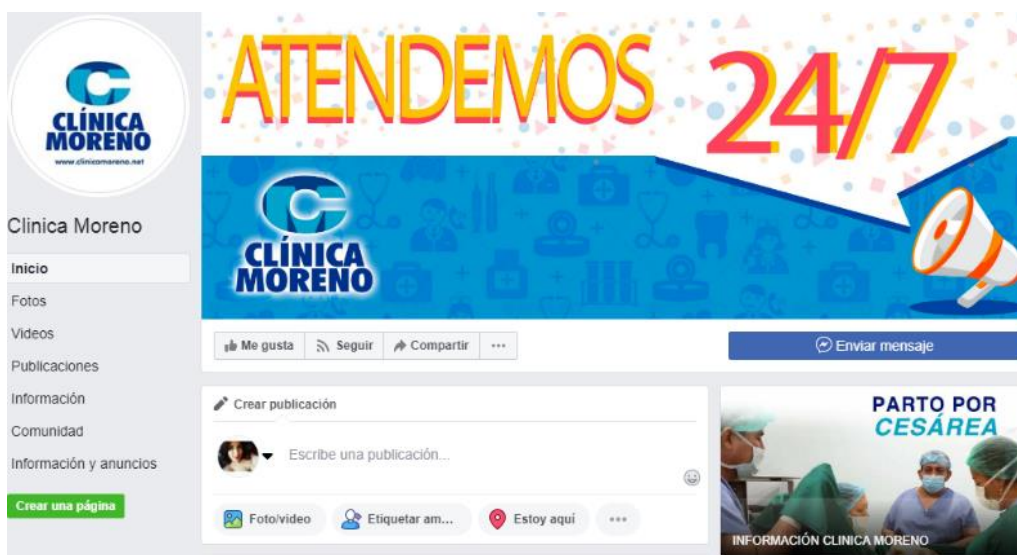 CLÍNICA
MORENO
www.clinicamoreno.net
Clinica Moreno
Inicio
Fotos
Videos
Publicaciones
Información
Comunidad
Información y anuncios
Crear una página
ATENDEMOS 24/7
CLÍNICA
MORENO
Me gusta Seguir Compartir ...
Enviar mensaje
Crear publicación
Escribe una publicación...
Foto/video Etiquetar am... Estoy aquí ...
PARTO POR
CESÁREA
INFORMACIÓN CLINICA MORENO